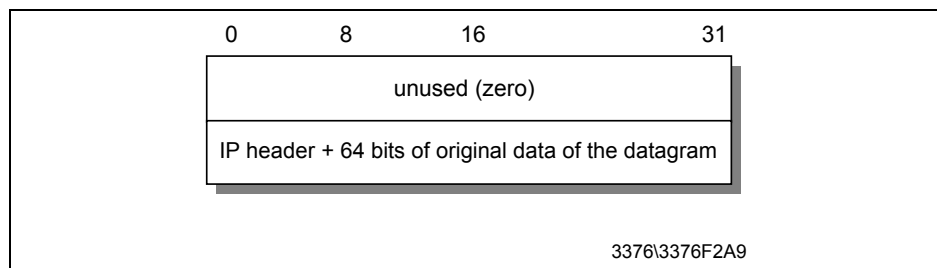 0 8 16 31
unused (zero)
IP header + 64 bits of original data of the datagram
3376\3376F2A9